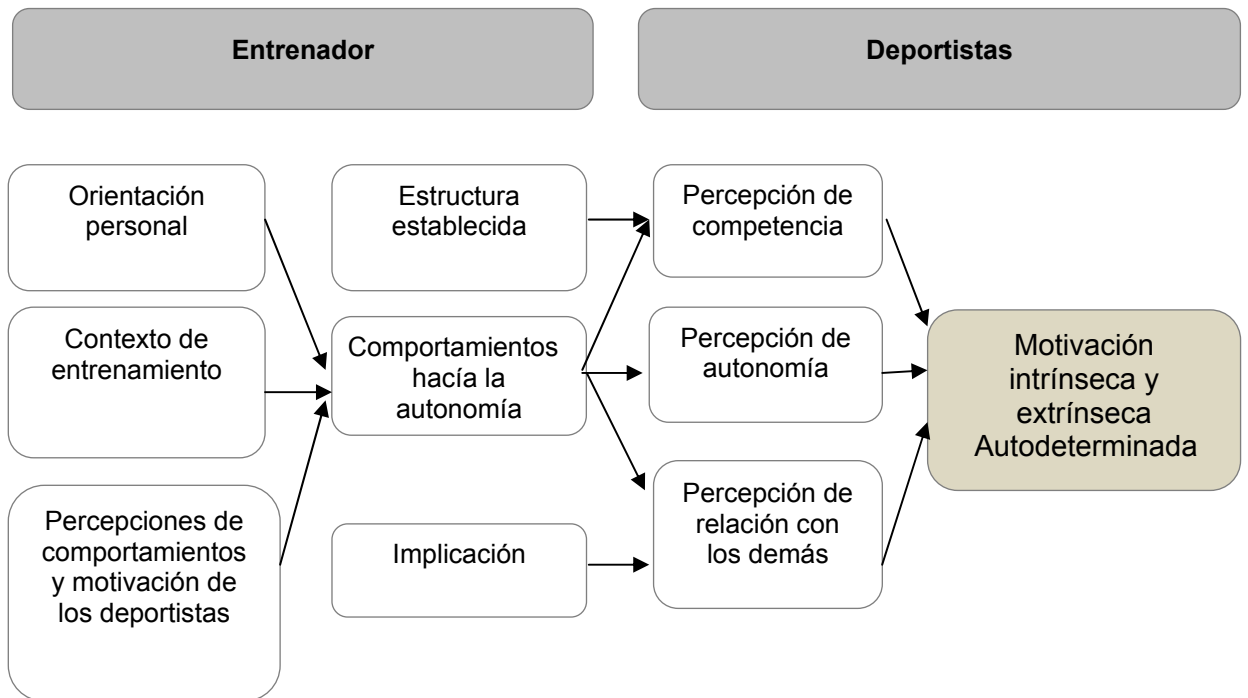 Entrenador
Deportistas
Orientación
personal
Estructura
establecida
Percepción de
competencia
Contexto de
entrenamiento
Comportamientos
hacía la
autonomía
Percepción de
autonomía
Motivación
intrínseca y
extrínseca
Autodeterminada
Percepciones de
comportamientos
y motivación de
los deportistas
Implicación
Percepción de
relación con
los demás